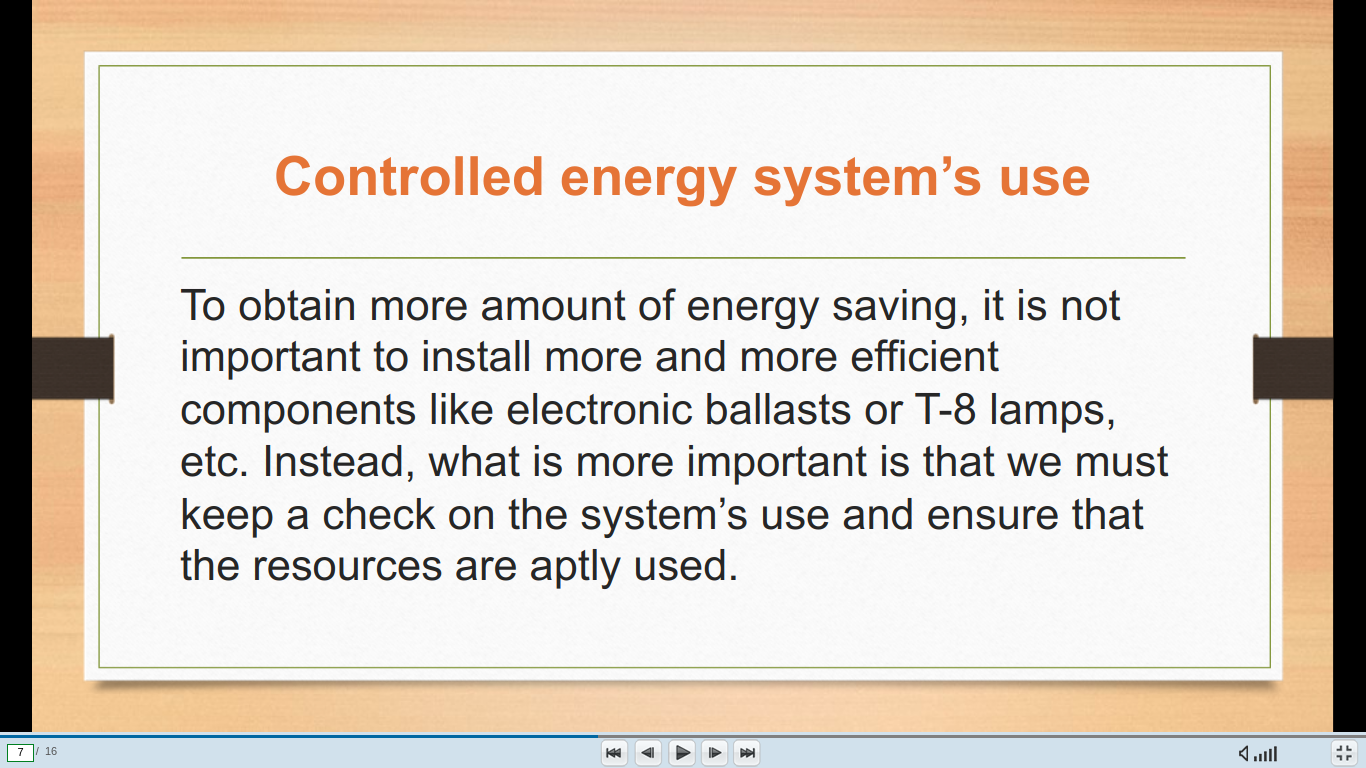 Controlled energy system’s use
To obtain more amount of energy saving, it is not
important to install more and more efficient
components like electronic ballasts or T-8 lamps,
etc. Instead, what is more important is that we must
keep a check on the system’s use and ensure that
the resources are aptly used.
7 / 16